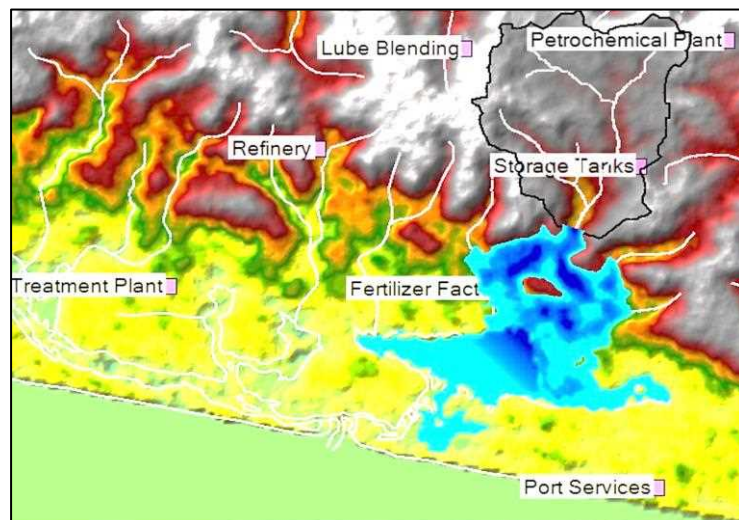 Lube Blending
Petrochemical Plant
Refinery
Storage Tanks
Treatment Plant
Fertilizer Fact
Port Services